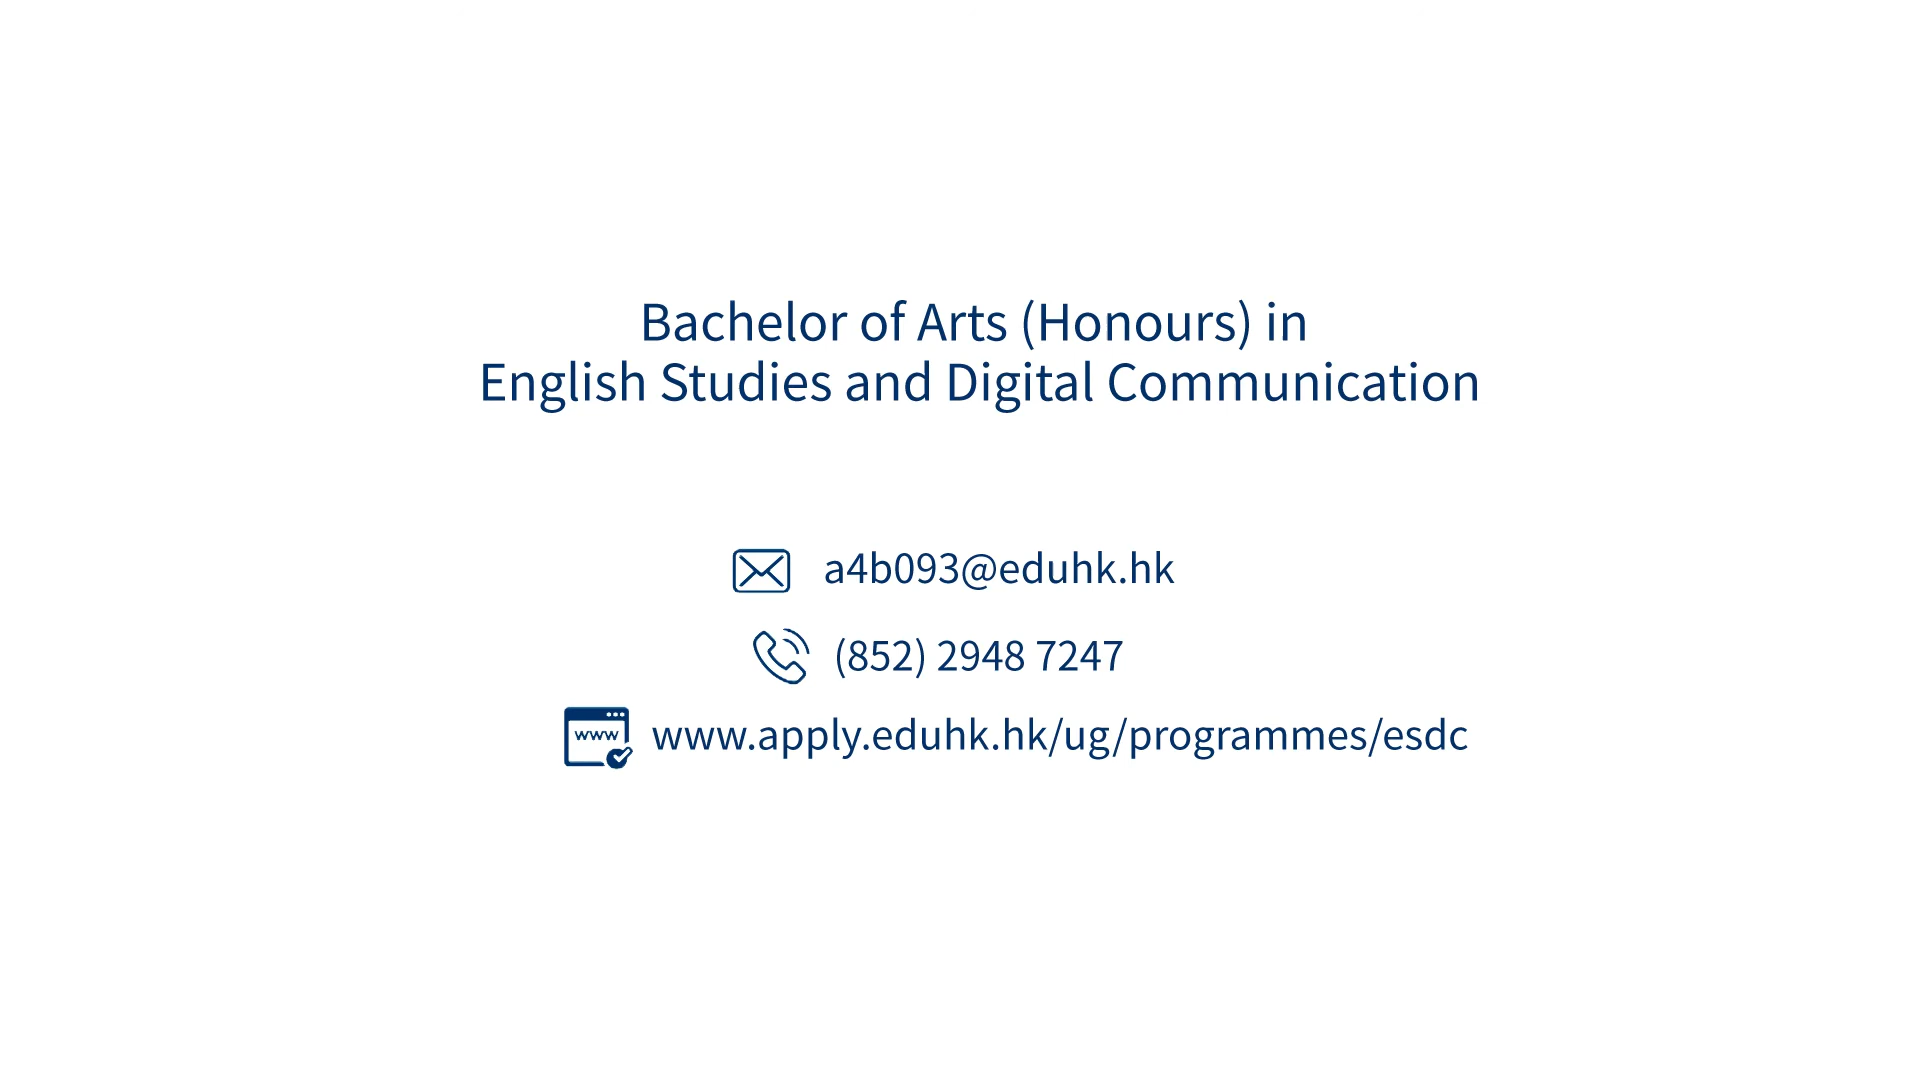 Bachelor of Arts (Honours) in
English Studies and Digital Communication
a4b093@eduhk.hk
(852) 2948 7247
www
www.apply.eduhk.hk/ug/programmes/esdc